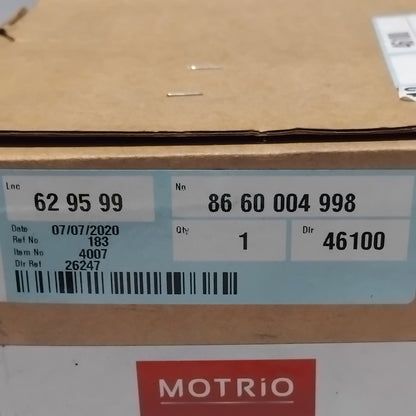 Loc
62 95 99
No
86 60 004 998
Date 07/07/2020
Ref No 183
Item No 4007
Dlr Ref 26247
Qty 1
Dlr 46100
MOTRiO